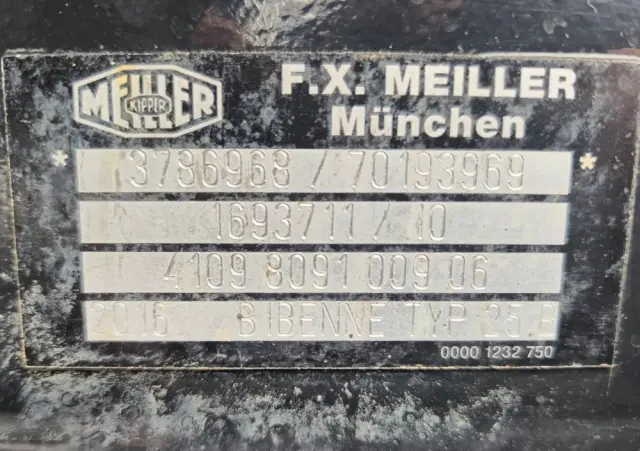 MEILLER
KIPPER
F.X. MEILLER
München
* 3786968 / 70193969 *
1693711 / 10
4109 8091 009 06
2016 BIBENNE TYP 25.E
0000 1232 750